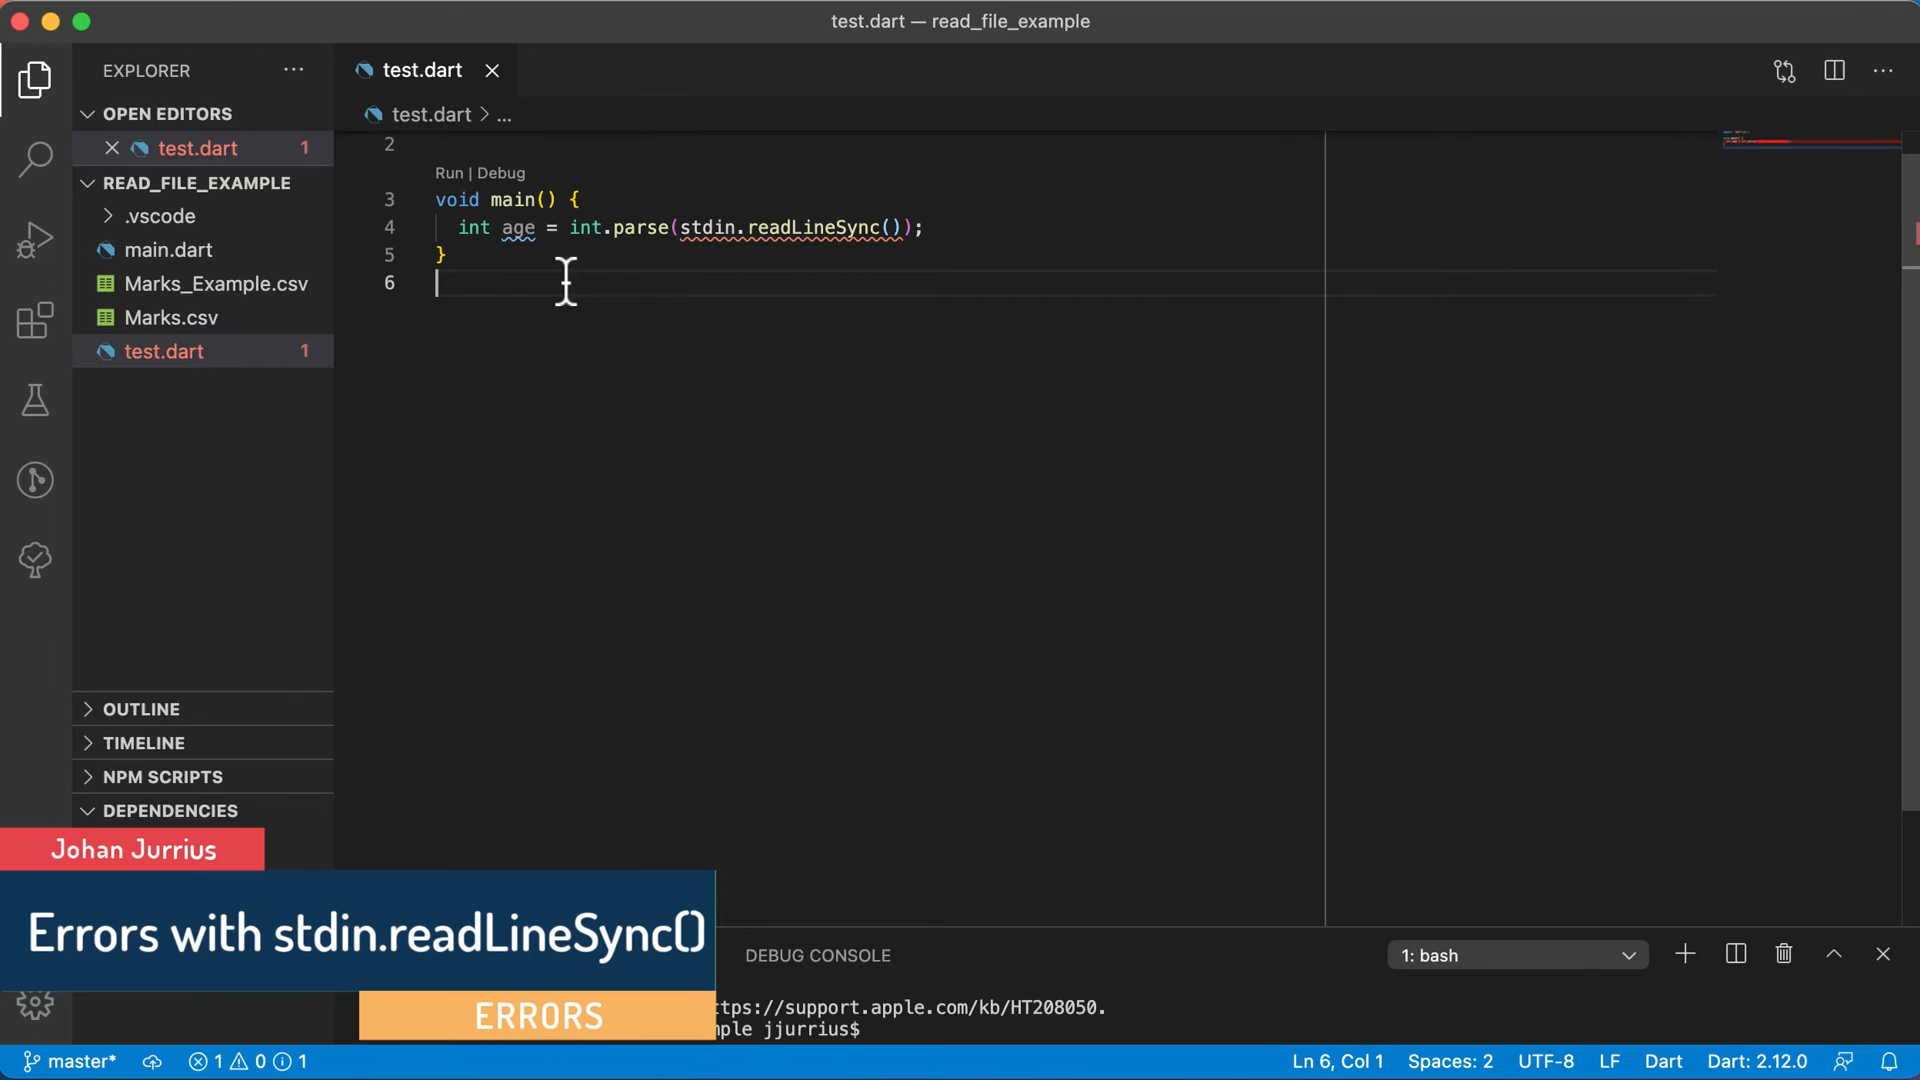 test.dart — read_file_example
EXPLORER
test.dart
OPEN EDITORS
test.dart > ...
test.dart 1
READ_FILE_EXAMPLE
.vscode
main.dart
Marks_Example.csv
Marks.csv
test.dart 1
2
Run | Debug
3 void main() {
4 int age = int.parse(stdin.readLineSync());
5 }
6
OUTLINE
TIMELINE
NPM SCRIPTS
DEPENDENCIES
Johan Jurrius
Errors with stdin.readLineSync()
ERRORS
DEBUG CONSOLE
1: bash
ttps://support.apple.com/kb/HT208050.
mple jjurrius$
master* 1 0 1
Ln 6, Col 1 Spaces: 2 UTF-8 LF Dart Dart: 2.12.0